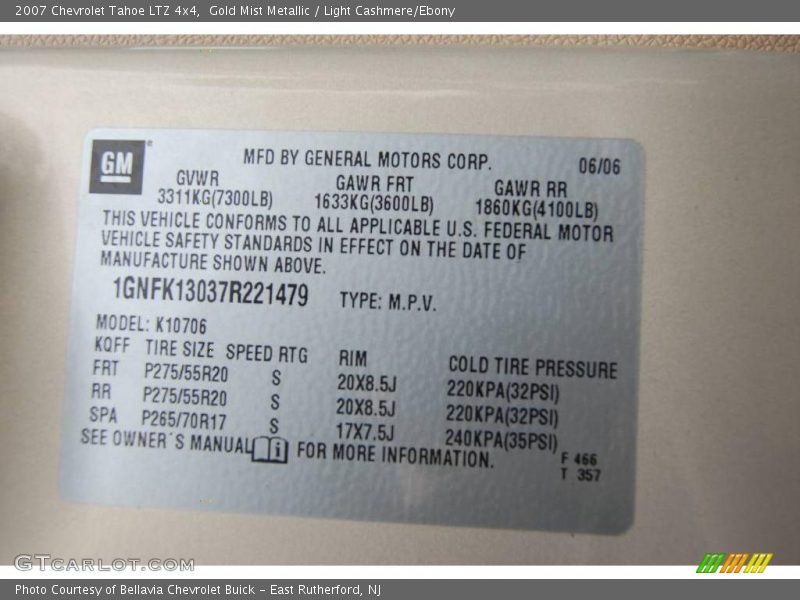 2007 Chevrolet Tahoe LTZ 4x4, Gold Mist Metallic / Light Cashmere/Ebony
GM
MFD BY GENERAL MOTORS CORP. 06/06
GVWR GAWR FRT GAWR RR
3311KG(7300LB) 1633KG(3600LB) 1860KG(4100LB)
THIS VEHICLE CONFORMS TO ALL APPLICABLE U.S. FEDERAL MOTOR
VEHICLE SAFETY STANDARDS IN EFFECT ON THE DATE OF
MANUFACTURE SHOWN ABOVE.
1GNFK13037R221479 TYPE: M.P.V.
MODEL: K10706
KQFF TIRE SIZE SPEED RTG RIM COLD TIRE PRESSURE
FRT P275/55R20 S 20X8.5J 220KPA(32PSI)
RR P275/55R20 S 20X8.5J 220KPA(32PSI)
SPA P265/70R17 S 17X7.5J 240KPA(35PSI)
SEE OWNER´S MANUAL i FOR MORE INFORMATION.
F 466
T 357
GTcarlot.com
Photo Courtesy of Bellavia Chevrolet Buick - East Rutherford, NJ